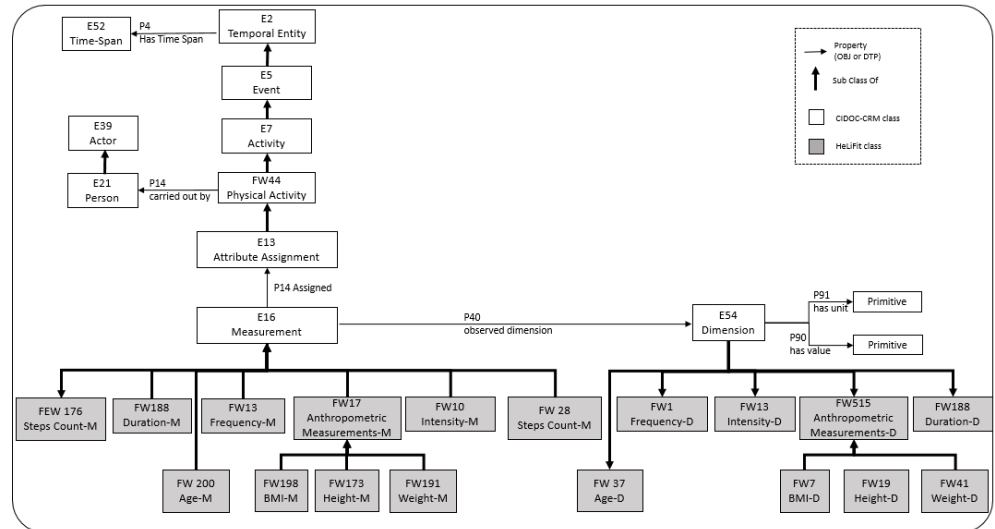 E52
Time-Span
P4
Has Time Span
E2
Temporal Entity
Property
(OBJ or DTP)
Sub Class Of
CIDOC-CRM class
HeLiFit class
E5
Event
E39
Actor
E7
Activity
E21
Person
P14
carried out by
FW44
Physical Activity
E13
Attribute Assignment
P14 Assigned
E16
Measurement
P40
observed dimension
E54
Dimension
P91
has unit
Primitive
P90
has value
Primitive
FEW 176
Steps Count-M
FW188
Duration-M
FW13
Frequency-M
FW17
Anthropometric
Measurements-M
FW10
Intensity-M
FW 28
Steps Count-M
FW1
Frequency-D
FW13
Intensity-D
FW515
Anthropometric
Measurements-D
FW188
Duration-D
FW 200
Age-M
FW198
BMI-M
FW173
Height-M
FW191
Weight-M
FW 37
Age-D
FW7
BMI-D
FW19
Height-D
FW41
Weight-D